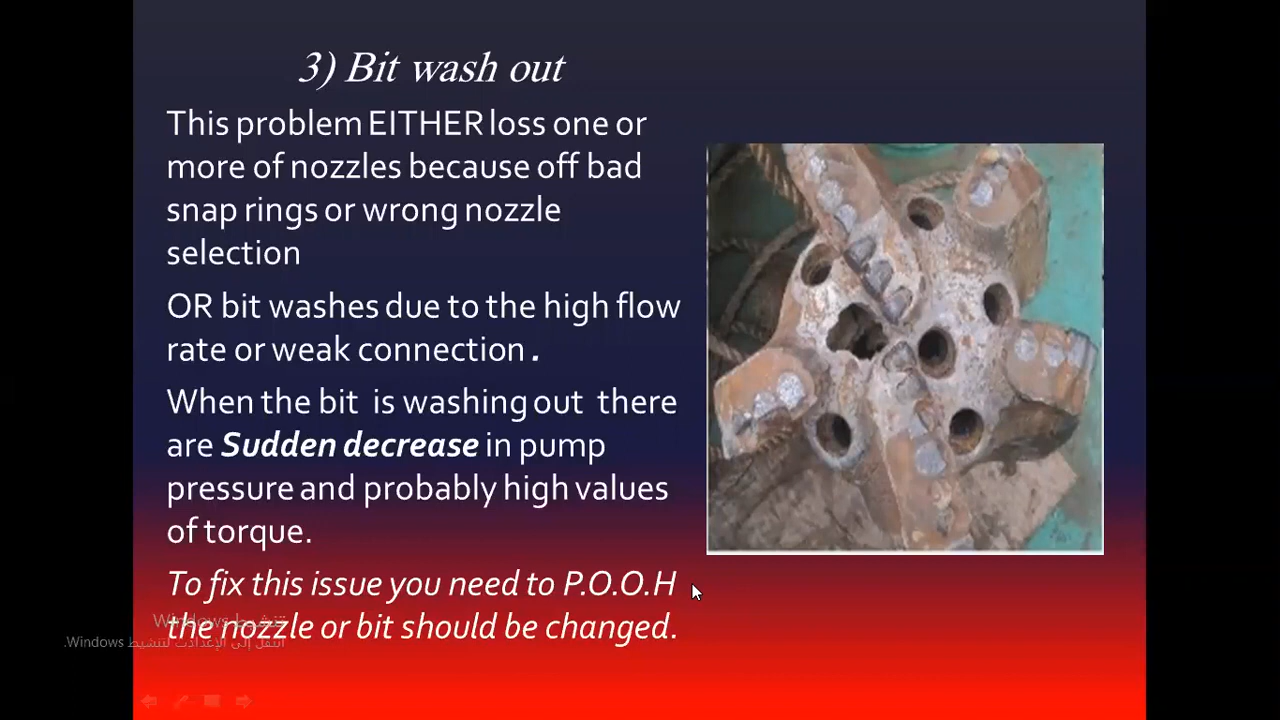 3) Bit wash out
This problem EITHER loss one or
more of nozzles because off bad
snap rings or wrong nozzle
selection
OR bit washes due to the high flow
rate or weak connection .
When the bit is washing out there
are Sudden decrease in pump
pressure and probably high values
of torque.
To fix this issue you need to P.O.O.H
the nozzle or bit should be changed.
تنشيط Windows
انتقل إلى الإعدادات لتنشيط Windows.